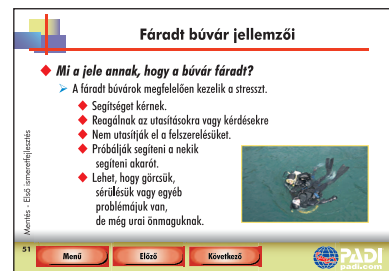 Fáradt búvár jellemzői
Mi a jele annak, hogy a búvár fáradt?
A fáradt búvárok megfelelően kezelik a stresszt.
Segítséget kérnek.
Reagálnak az utasításokra vagy kérdésekre
Nem utasítják el a felszerelésüket.
Próbálják segíteni a nekik
segíteni akarót.
Lehet, hogy görcsük,
sérülésük vagy egyéb
problémájuk van,
de még urai önmaguknak.
Mentés - Első ismeretfejlesztés
51
Menü
Előző
Következő
PADI
padi.com